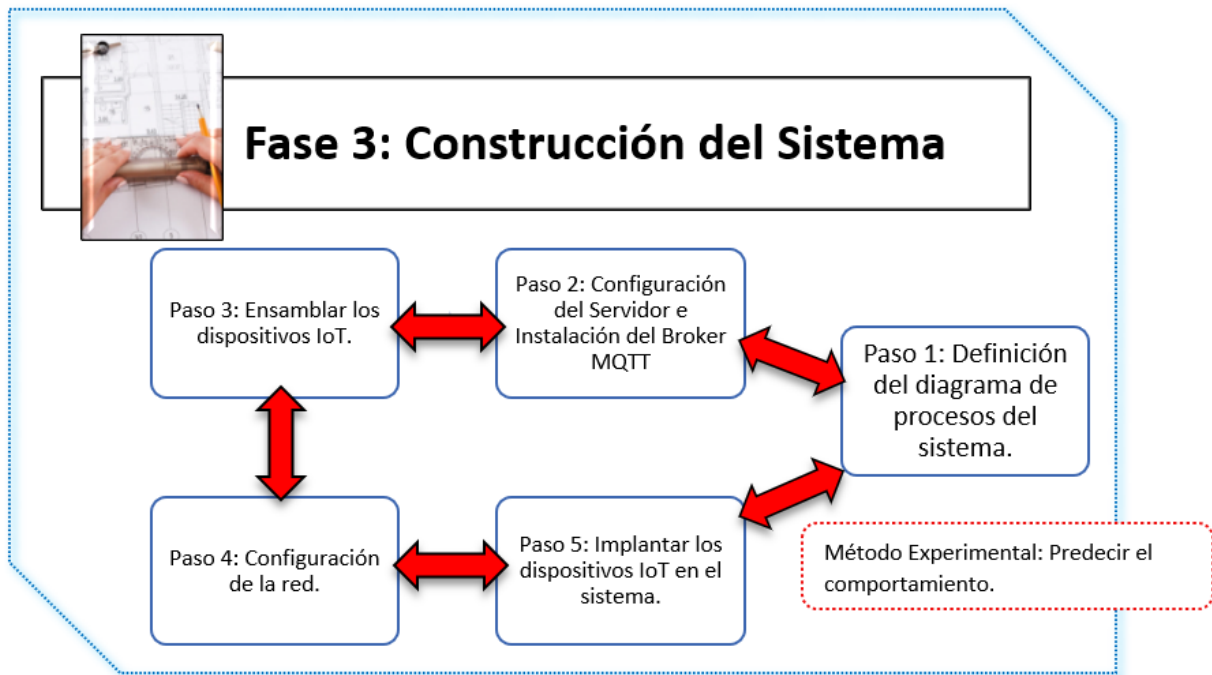 Fase 3: Construcción del Sistema
Paso 3: Ensamblar los
dispositivos IoT.
Paso 2: Configuración
del Servidor e
Instalación del Broker
MQTT
Paso 1: Definición
del diagrama de
procesos del
sistema.
Paso 4: Configuración
de la red.
Paso 5: Implantar los
dispositivos IoT en el
sistema.
Método Experimental: Predecir el
comportamiento.